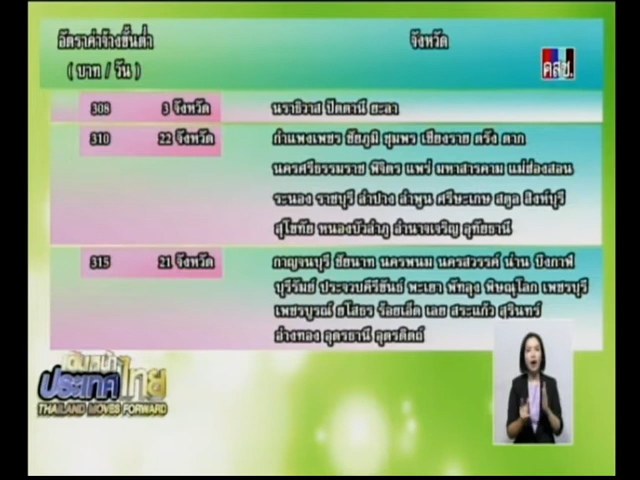 อัตราค่าจ้างขั้นต่ำ จังหวัด
( บาท / วัน ) คสช.
308 3 จังหวัด นราธิวาส ปัตตานี ยะลา
310 22 จังหวัด กำแพงเพชร ชัยภูมิ ชุมพร เชียงราย ตรัง ตาก
นครศรีธรรมราช พิจิตร แพร่ มหาสารคาม แม่ฮ่องสอน
ระนอง ราชบุรี ลำปาง ลำพูน ศรีษะเกษ สตูล สิงห์บุรี
สุโขทัย หนองบัวลำภู อำนาจเจริญ อุทัยธานี
315 21 จังหวัด กาญจนบุรี ชัยนาท นครพนม นครสวรรค์ น่าน บึงกาฬ
บุรีรัมย์ ประจวบคีรีขันธ์ พะเยา พัทลุง พิษณุโลก เพชรบุรี
เพชรบูรณ์ ยโสธร ร้อยเอ็ด เลย สระแก้ว สุรินทร์
อ่างทอง อุดรธานี อุตรดิตถ์
เดินหน้า
ประเทศไทย
THAILAND MOVES FORWARD